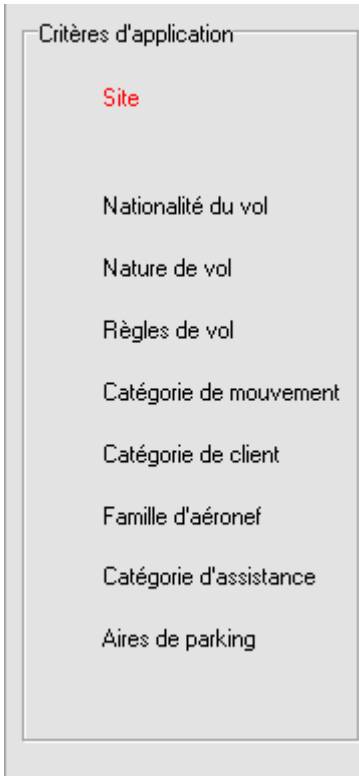 Critères d'application
Site
Nationalité du vol
Nature de vol
Règles de vol
Catégorie de mouvement
Catégorie de client
Famille d'aéronef
Catégorie d'assistance
Aires de parking